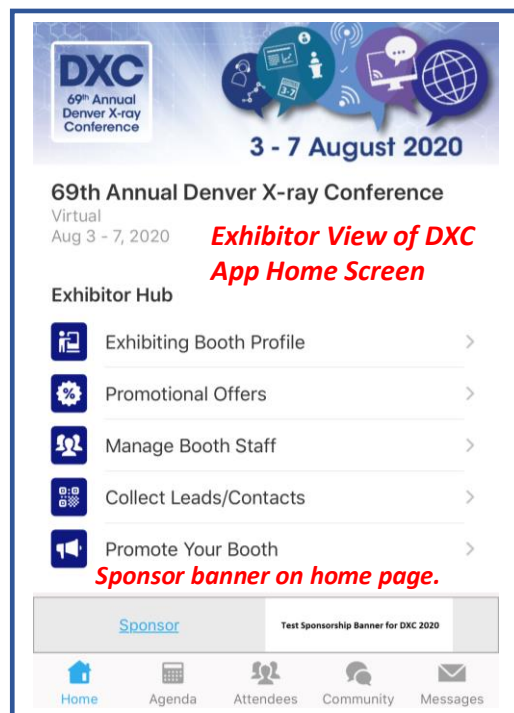 DXC
69th Annual
Denver X-ray
Conference
3-7
3 - 7 August 2020
69th Annual Denver X-ray Conference
Virtual
Aug 3 - 7, 2020
Exhibitor View of DXC
App Home Screen
Exhibitor Hub
Exhibiting Booth Profile
Promotional Offers
Manage Booth Staff
Collect Leads/Contacts
Promote Your Booth
Sponsor banner on home page.
Sponsor
Test Sponsorship Banner for DXC 2020
Home
Agenda
Attendees
Community
Messages